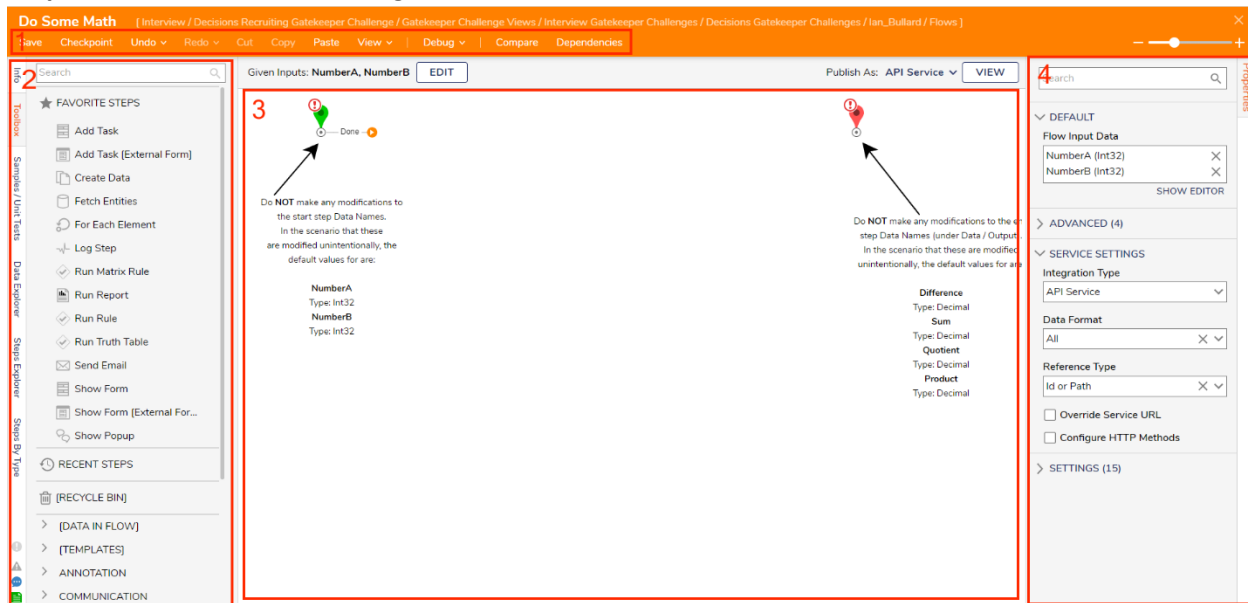 Do Some Math [ Interview / Decisions Recruiting Gatekeeper Challenge / Gatekeeper Challenge Views / Interview Gatekeeper Challenges / Decisions Gatekeeper Challenges / Ian_Bullard / Flows ]
1
Save Checkpoint Undo Redo Cut Copy Paste View Debug Compare Dependencies
Info
Toolbox
Samples / Unit Tests
Data Explorer
Steps Explorer
Steps By Type
2
Search
FAVORITE STEPS
Add Task
Add Task [External Form]
Create Data
Fetch Entities
For Each Element
Log Step
Run Matrix Rule
Run Report
Run Rule
Run Truth Table
Send Email
Show Form
Show Form [External For...
Show Popup
RECENT STEPS
[RECYCLE BIN]
[DATA IN FLOW]
[TEMPLATES]
ANNOTATION
COMMUNICATION
Given Inputs: NumberA, NumberB EDIT
Publish As: API Service VIEW
3
Done
Do NOT make any modifications to
the start step Data Names.
In the scenario that these
are modified unintentionally, the
default values for are:
NumberA
Type: Int32
NumberB
Type: Int32
Do NOT make any modifications to the
step Data Names (under Data / Output
In the scenario that these are modified
unintentionally, the default values for are
Difference
Type: Decimal
Sum
Type: Decimal
Quotient
Type: Decimal
Product
Type: Decimal
4
Search
DEFAULT
Flow Input Data
NumberA (Int32)
NumberB (Int32)
SHOW EDITOR
ADVANCED (4)
SERVICE SETTINGS
Integration Type
API Service
Data Format
All
Reference Type
Id or Path
Override Service URL
Configure HTTP Methods
SETTINGS (15)
Properties